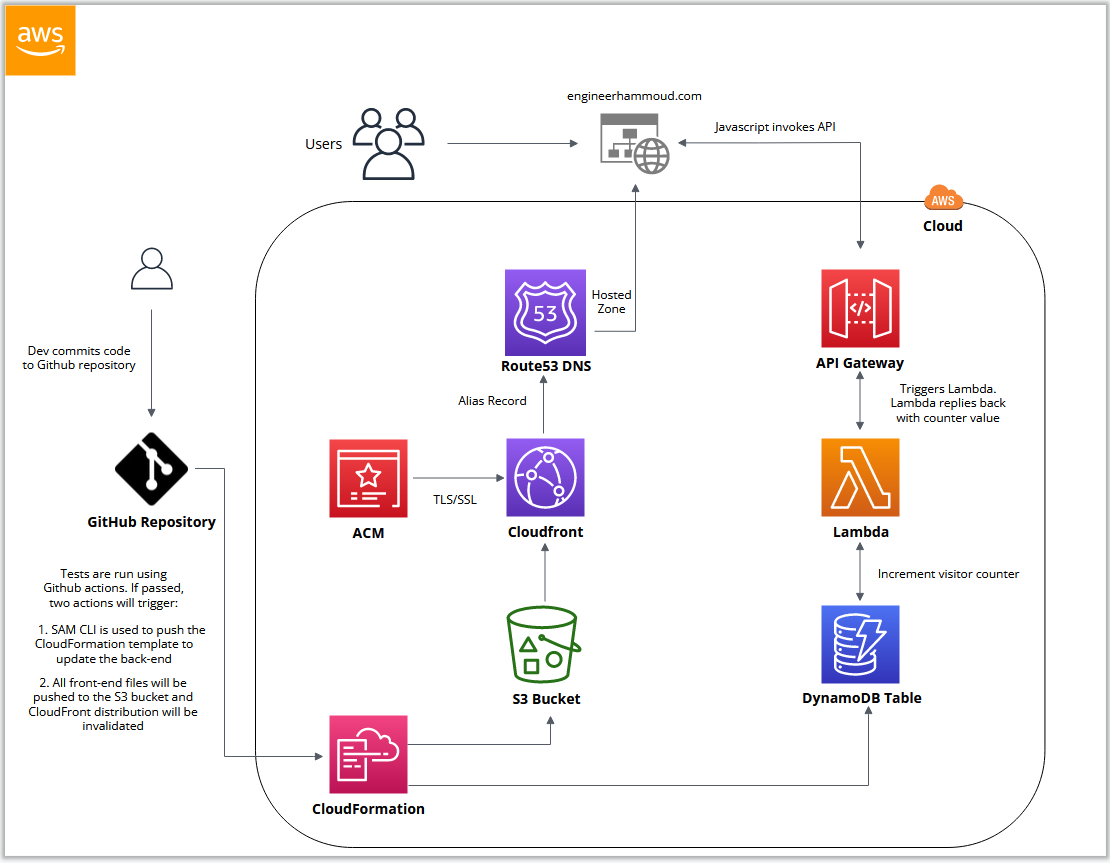 aws
engineerhammoud.com
Users
Javascript invokes API
AWS
Cloud
53
Hosted
Zone
Route53 DNS
</>
API Gateway
Dev commits code
to Github repository
Alias Record
Triggers Lambda.
Lambda replies back
with counter value
GitHub Repository
TLS/SSL
ACM
Cloudfront
Lambda
Tests are run using
Github actions. If passed,
two actions will trigger:
1. SAM CLI is used to push the
CloudFormation template to
update the back-end
2. All front-end files will be
pushed to the S3 bucket and
CloudFront distribution will be
invalidated
Increment visitor counter
S3 Bucket
DynamoDB Table
CloudFormation